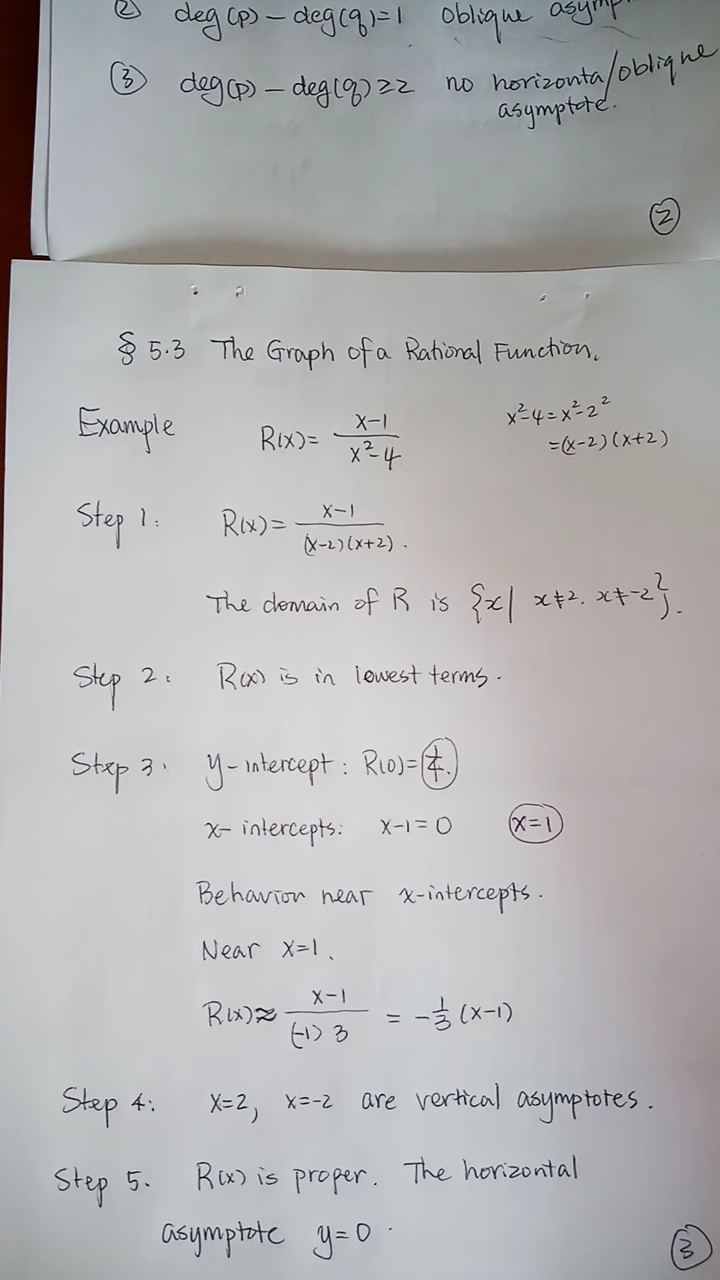 ② deg(p) - deg(q)=1 oblique
③ deg(p) - deg(q)≥2 no horizonta/oblique
asymptote.
②
§ 5.3 The Graph of a Rational Function.
Example R(x)= (x-1)/(x²-4) x²-4=x²-2²
=(x-2)(x+2)
Step 1: R(x)= (x-1)/((x-2)(x+2)).
The domain of R is {x| x≠2. x≠-2}.
Step 2: R(x) is in lowest terms.
Step 3. y-intercept: R(0)=1/4.
x-intercepts: x-1=0 x=1
Behavior near x-intercepts.
Near x=1.
R(x)≈ (x-1)/((-1)3) = -1/3 (x-1)
Step 4: x=2, x=-2 are vertical asymptotes.
Step 5. R(x) is proper. The horizontal
asymptote y=0.
③